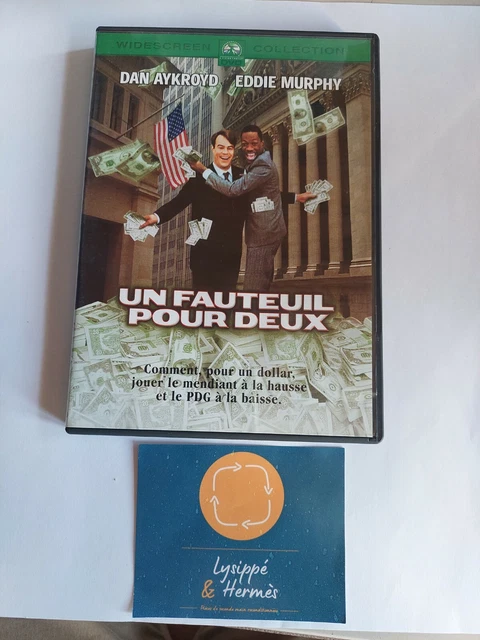 WIDESCREEN COLLECTION
DAN AYKROYD EDDIE MURPHY
UN FAUTEUIL
POUR DEUX
Comment, pour un dollar,
jouer le mendiant à la hausse
et le PDG à la baisse.
Lysippé
& Hermès